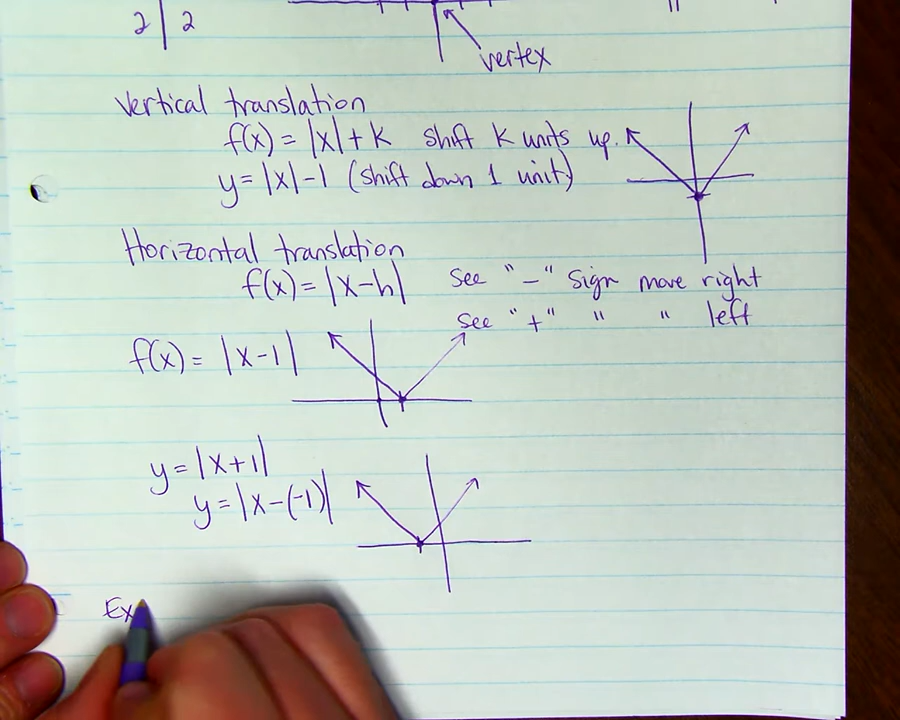 2 | 2
vertex
Vertical translation
f(x) = |x| + k shift k units up.
y = |x| - 1 (shift down 1 unit)
Horizontal translation
f(x) = |x-h| See "-" sign move right
see "+" " " left
f(x) = |x-1|
y = |x+1|
y = |x-(-1)|
Ex